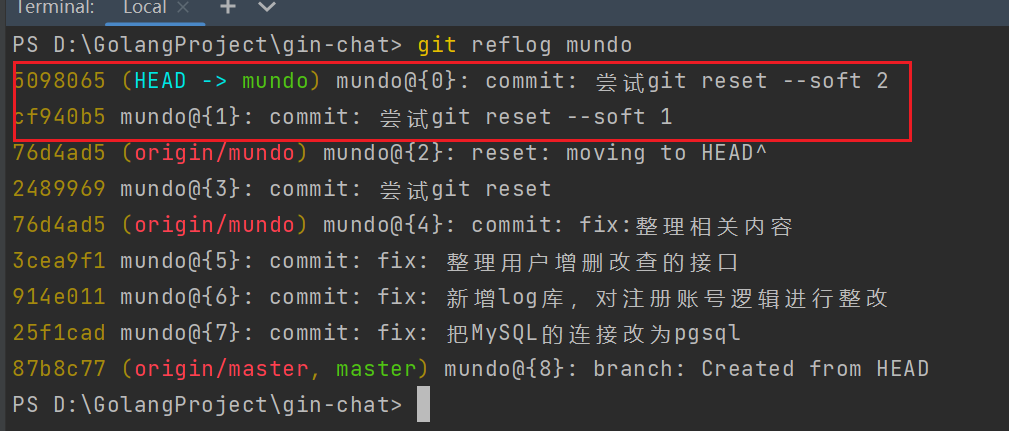 Terminal: Local × + ∨
PS D:\GolangProject\gin-chat> git reflog mundo
5098065 (HEAD -> mundo) mundo@{0}: commit: 尝试git reset --soft 2
cf940b5 mundo@{1}: commit: 尝试git reset --soft 1
76d4ad5 (origin/mundo) mundo@{2}: reset: moving to HEAD^
2489969 mundo@{3}: commit: 尝试git reset
76d4ad5 (origin/mundo) mundo@{4}: commit: fix:整理相关内容
3cea9f1 mundo@{5}: commit: fix: 整理用户增删改查的接口
914e011 mundo@{6}: commit: fix: 新增log库，对注册账号逻辑进行整改
25f1cad mundo@{7}: commit: fix: 把MySQL的连接改为pgsql
87b8c77 (origin/master, master) mundo@{8}: branch: Created from HEAD
PS D:\GolangProject\gin-chat>